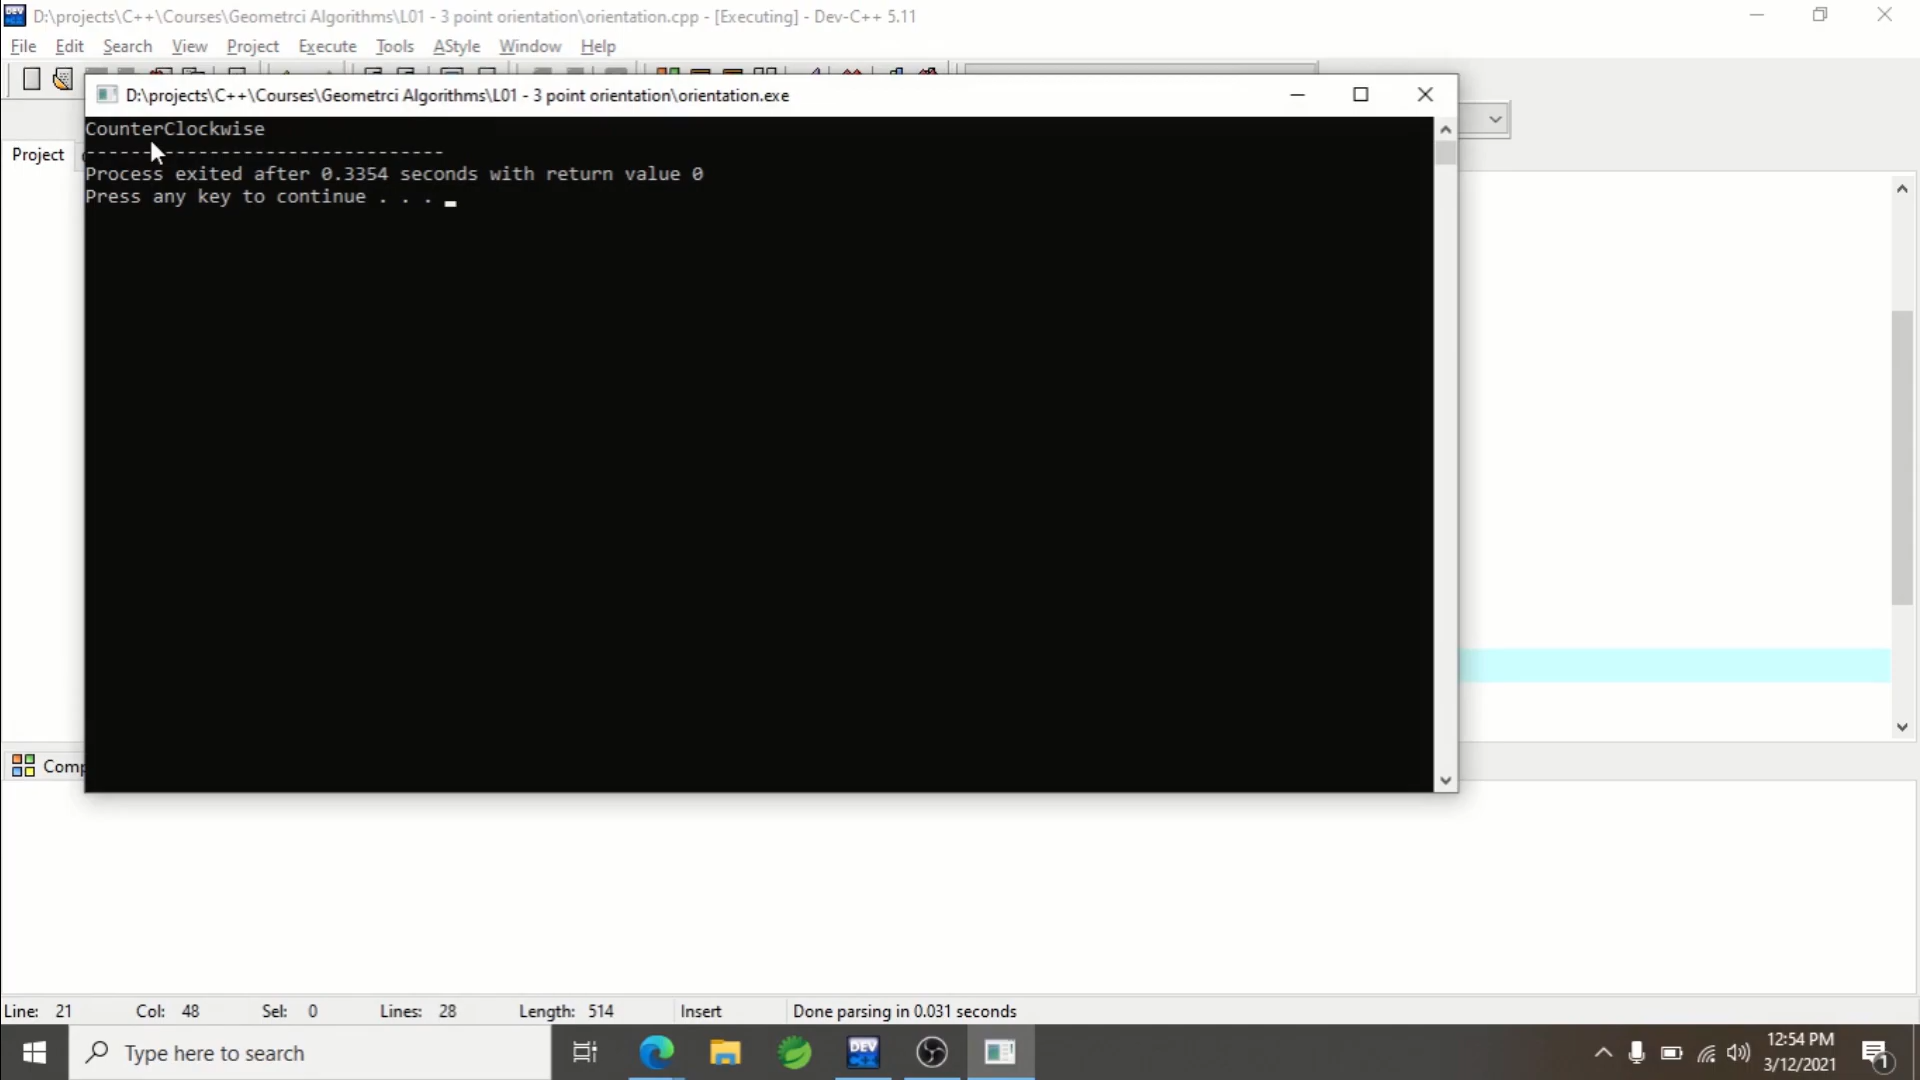 D:\projects\C++\Courses\Geometrci Algorithms\L01 - 3 point orientation\orientation.cpp - [Executing] - Dev-C++ 5.11
File Edit Search View Project Execute Tools AStyle Window Help
D:\projects\C++\Courses\Geometrci Algorithms\L01 - 3 point orientation\orientation.exe
CounterClockwise
--------------------------------
Process exited after 0.3354 seconds with return value 0
Press any key to continue . . .
Project
Comp
Line: 21 Col: 48 Sel: 0 Lines: 28 Length: 514 Insert Done parsing in 0.031 seconds
Type here to search
DEV
12:54 PM
3/12/2021
1